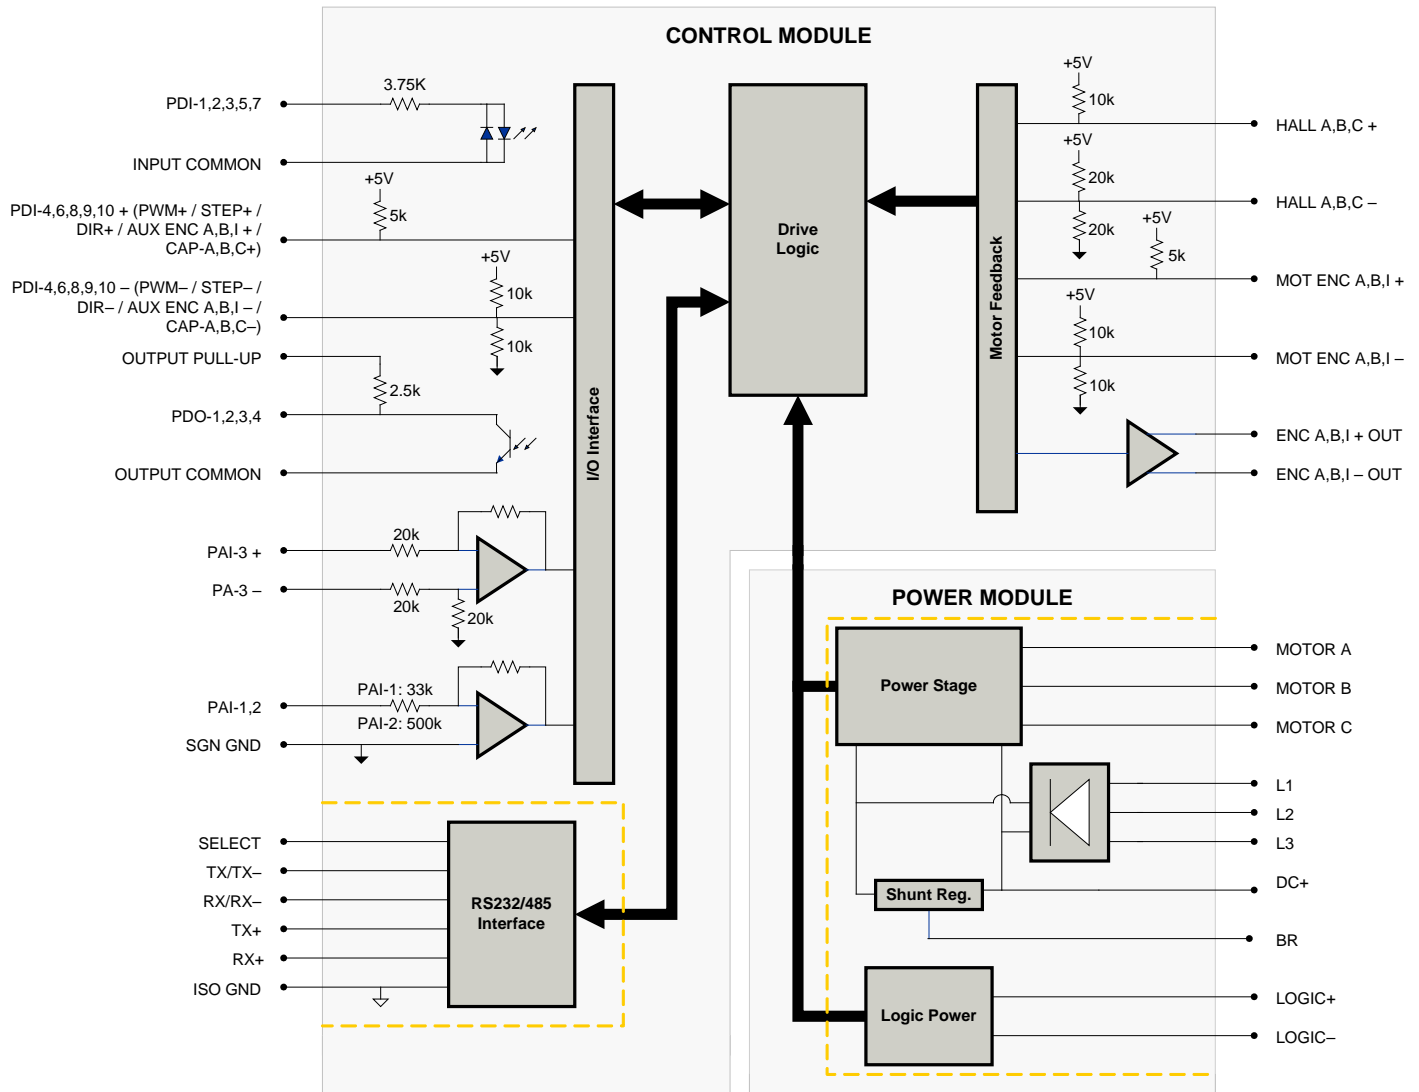 CONTROL MODULE
PDI-1,2,3,5,7
3.75K
INPUT COMMON
+5V
5k
PDI-4,6,8,9,10 + (PWM+ / STEP+ /
DIR+ / AUX ENC A,B,I + /
CAP-A,B,C+)
+5V
10k
10k
PDI-4,6,8,9,10 – (PWM– / STEP– /
DIR– / AUX ENC A,B,I – /
CAP-A,B,C–)
OUTPUT PULL-UP
2.5k
PDO-1,2,3,4
OUTPUT COMMON
20k
PAI-3 +
PA-3 –
20k
20k
PAI-1: 33k
PAI-1,2
PAI-2: 500k
SGN GND
I/O Interface
SELECT
TX/TX–
RX/RX–
TX+
RX+
ISO GND
RS232/485
Interface
Drive
Logic
Motor Feedback
+5V
10k
HALL A,B,C +
+5V
20k
HALL A,B,C –
20k
+5V
5k
MOT ENC A,B,I +
+5V
10k
MOT ENC A,B,I –
10k
ENC A,B,I + OUT
ENC A,B,I – OUT
POWER MODULE
Power Stage
MOTOR A
MOTOR B
MOTOR C
L1
L2
L3
DC+
Shunt Reg.
BR
Logic Power
LOGIC+
LOGIC–